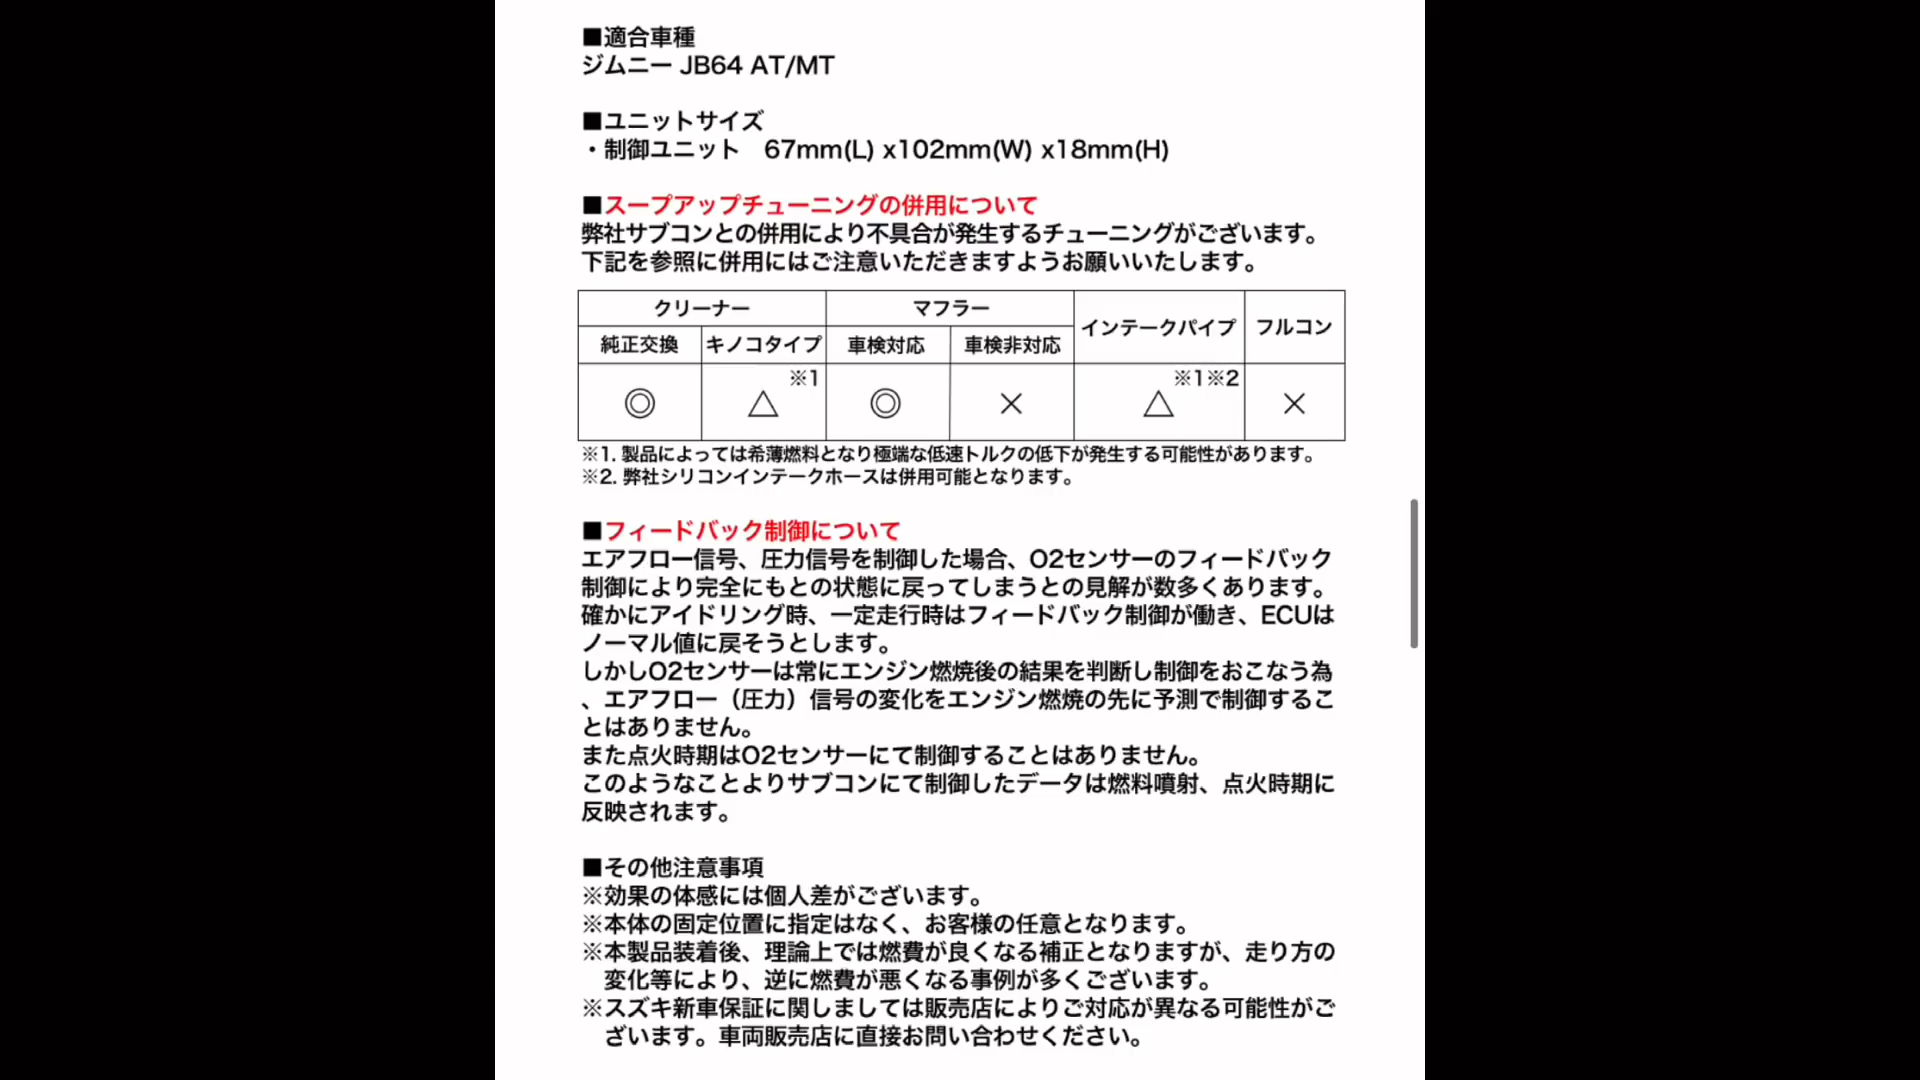 ■適合車種
ジムニー JB64 AT/MT
■ユニットサイズ
・制御ユニット　67mm(L) x102mm(W) x18mm(H)
■スープアップチューニングの併用について
弊社サブコンとの併用により不具合が発生するチューニングがございます。
下記を参照に併用にはご注意いただきますようお願いいたします。
クリーナー マフラー インテークパイプ フルコン
純正交換 キノコタイプ 車検対応 車検非対応
※1 ※1※2
◎ △ ◎ × △ ×
※1. 製品によっては希薄燃料となり極端な低速トルクの低下が発生する可能性があります。
※2. 弊社シリコンインテークホースは併用可能となります。
■フィードバック制御について
エアフロー信号、圧力信号を制御した場合、O2センサーのフィードバック
制御により完全にもとの状態に戻ってしまうとの見解が数多くあります。
確かにアイドリング時、一定走行時はフィードバック制御が働き、ECUは
ノーマル値に戻そうとします。
しかしO2センサーは常にエンジン燃焼後の結果を判断し制御をおこなう為
、エアフロー（圧力）信号の変化をエンジン燃焼の先に予測で制御するこ
とはありません。
また点火時期はO2センサーにて制御することはありません。
このようなことよりサブコンにて制御したデータは燃料噴射、点火時期に
反映されます。
■その他注意事項
※効果の体感には個人差がございます。
※本体の固定位置に指定はなく、お客様の任意となります。
※本製品装着後、理論上では燃費が良くなる補正となりますが、走り方の
変化等により、逆に燃費が悪くなる事例が多くございます。
※スズキ新車保証に関しましては販売店によりご対応が異なる可能性がご
ざいます。車両販売店に直接お問い合わせください。